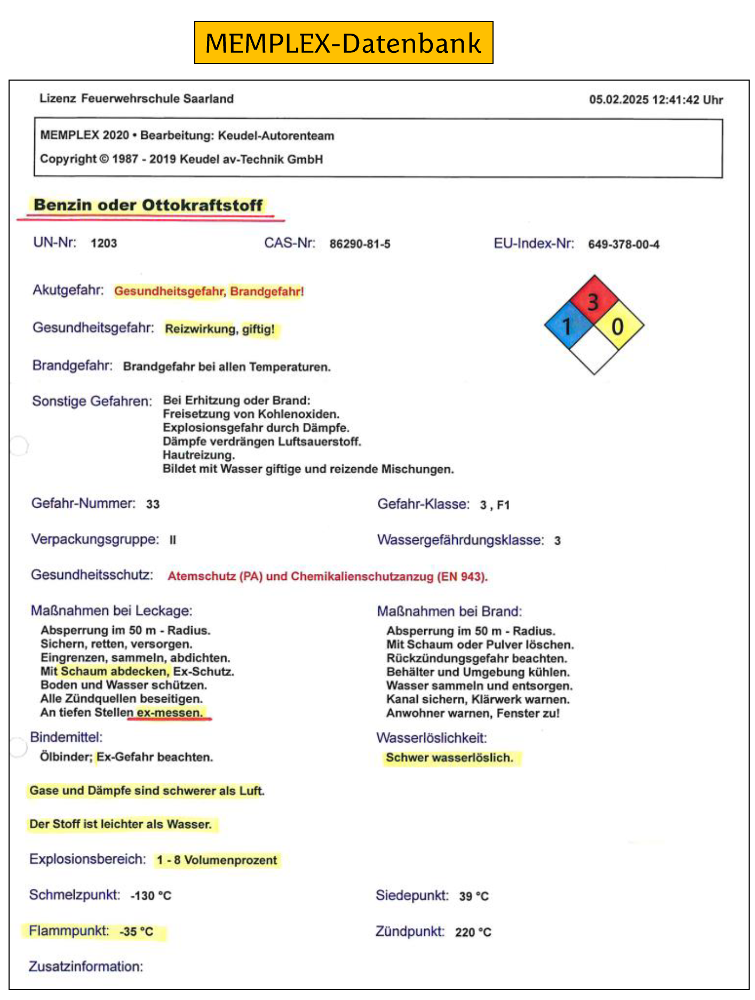 MEMPLEX-Datenbank
Lizenz Feuerwehrschule Saarland 05.02.2025 12:41:42 Uhr
MEMPLEX 2020 • Bearbeitung: Keudel-Autorenteam
Copyright © 1987 - 2019 Keudel av-Technik GmbH
Benzin oder Ottokraftstoff
UN-Nr: 1203 CAS-Nr: 86290-81-5 EU-Index-Nr: 649-378-00-4
Akutgefahr: Gesundheitsgefahr, Brandgefahr!
3
1 0
Gesundheitsgefahr: Reizwirkung, giftig!
Brandgefahr: Brandgefahr bei allen Temperaturen.
Sonstige Gefahren: Bei Erhitzung oder Brand:
Freisetzung von Kohlenoxiden.
Explosionsgefahr durch Dämpfe.
Dämpfe verdrängen Luftsauerstoff.
Hautreizung.
Bildet mit Wasser giftige und reizende Mischungen.
Gefahr-Nummer: 33 Gefahr-Klasse: 3 , F1
Verpackungsgruppe: II Wassergefährdungsklasse: 3
Gesundheitsschutz: Atemschutz (PA) und Chemikalienschutzanzug (EN 943).
Maßnahmen bei Leckage:
Absperrung im 50 m - Radius.
Sichern, retten, versorgen.
Eingrenzen, sammeln, abdichten.
Mit Schaum abdecken, Ex-Schutz.
Boden und Wasser schützen.
Alle Zündquellen beseitigen.
An tiefen Stellen ex-messen.
Maßnahmen bei Brand:
Absperrung im 50 m - Radius.
Mit Schaum oder Pulver löschen.
Rückzündungsgefahr beachten.
Behälter und Umgebung kühlen.
Wasser sammeln und entsorgen.
Kanal sichern, Klärwerk warnen.
Anwohner warnen, Fenster zu!
Bindemittel:
Ölbinder; Ex-Gefahr beachten.
Wasserlöslichkeit:
Schwer wasserlöslich.
Gase und Dämpfe sind schwerer als Luft.
Der Stoff ist leichter als Wasser.
Explosionsbereich: 1 - 8 Volumenprozent
Schmelzpunkt: -130 °C Siedepunkt: 39 °C
Flammpunkt: -35 °C Zündpunkt: 220 °C
Zusatzinformation: